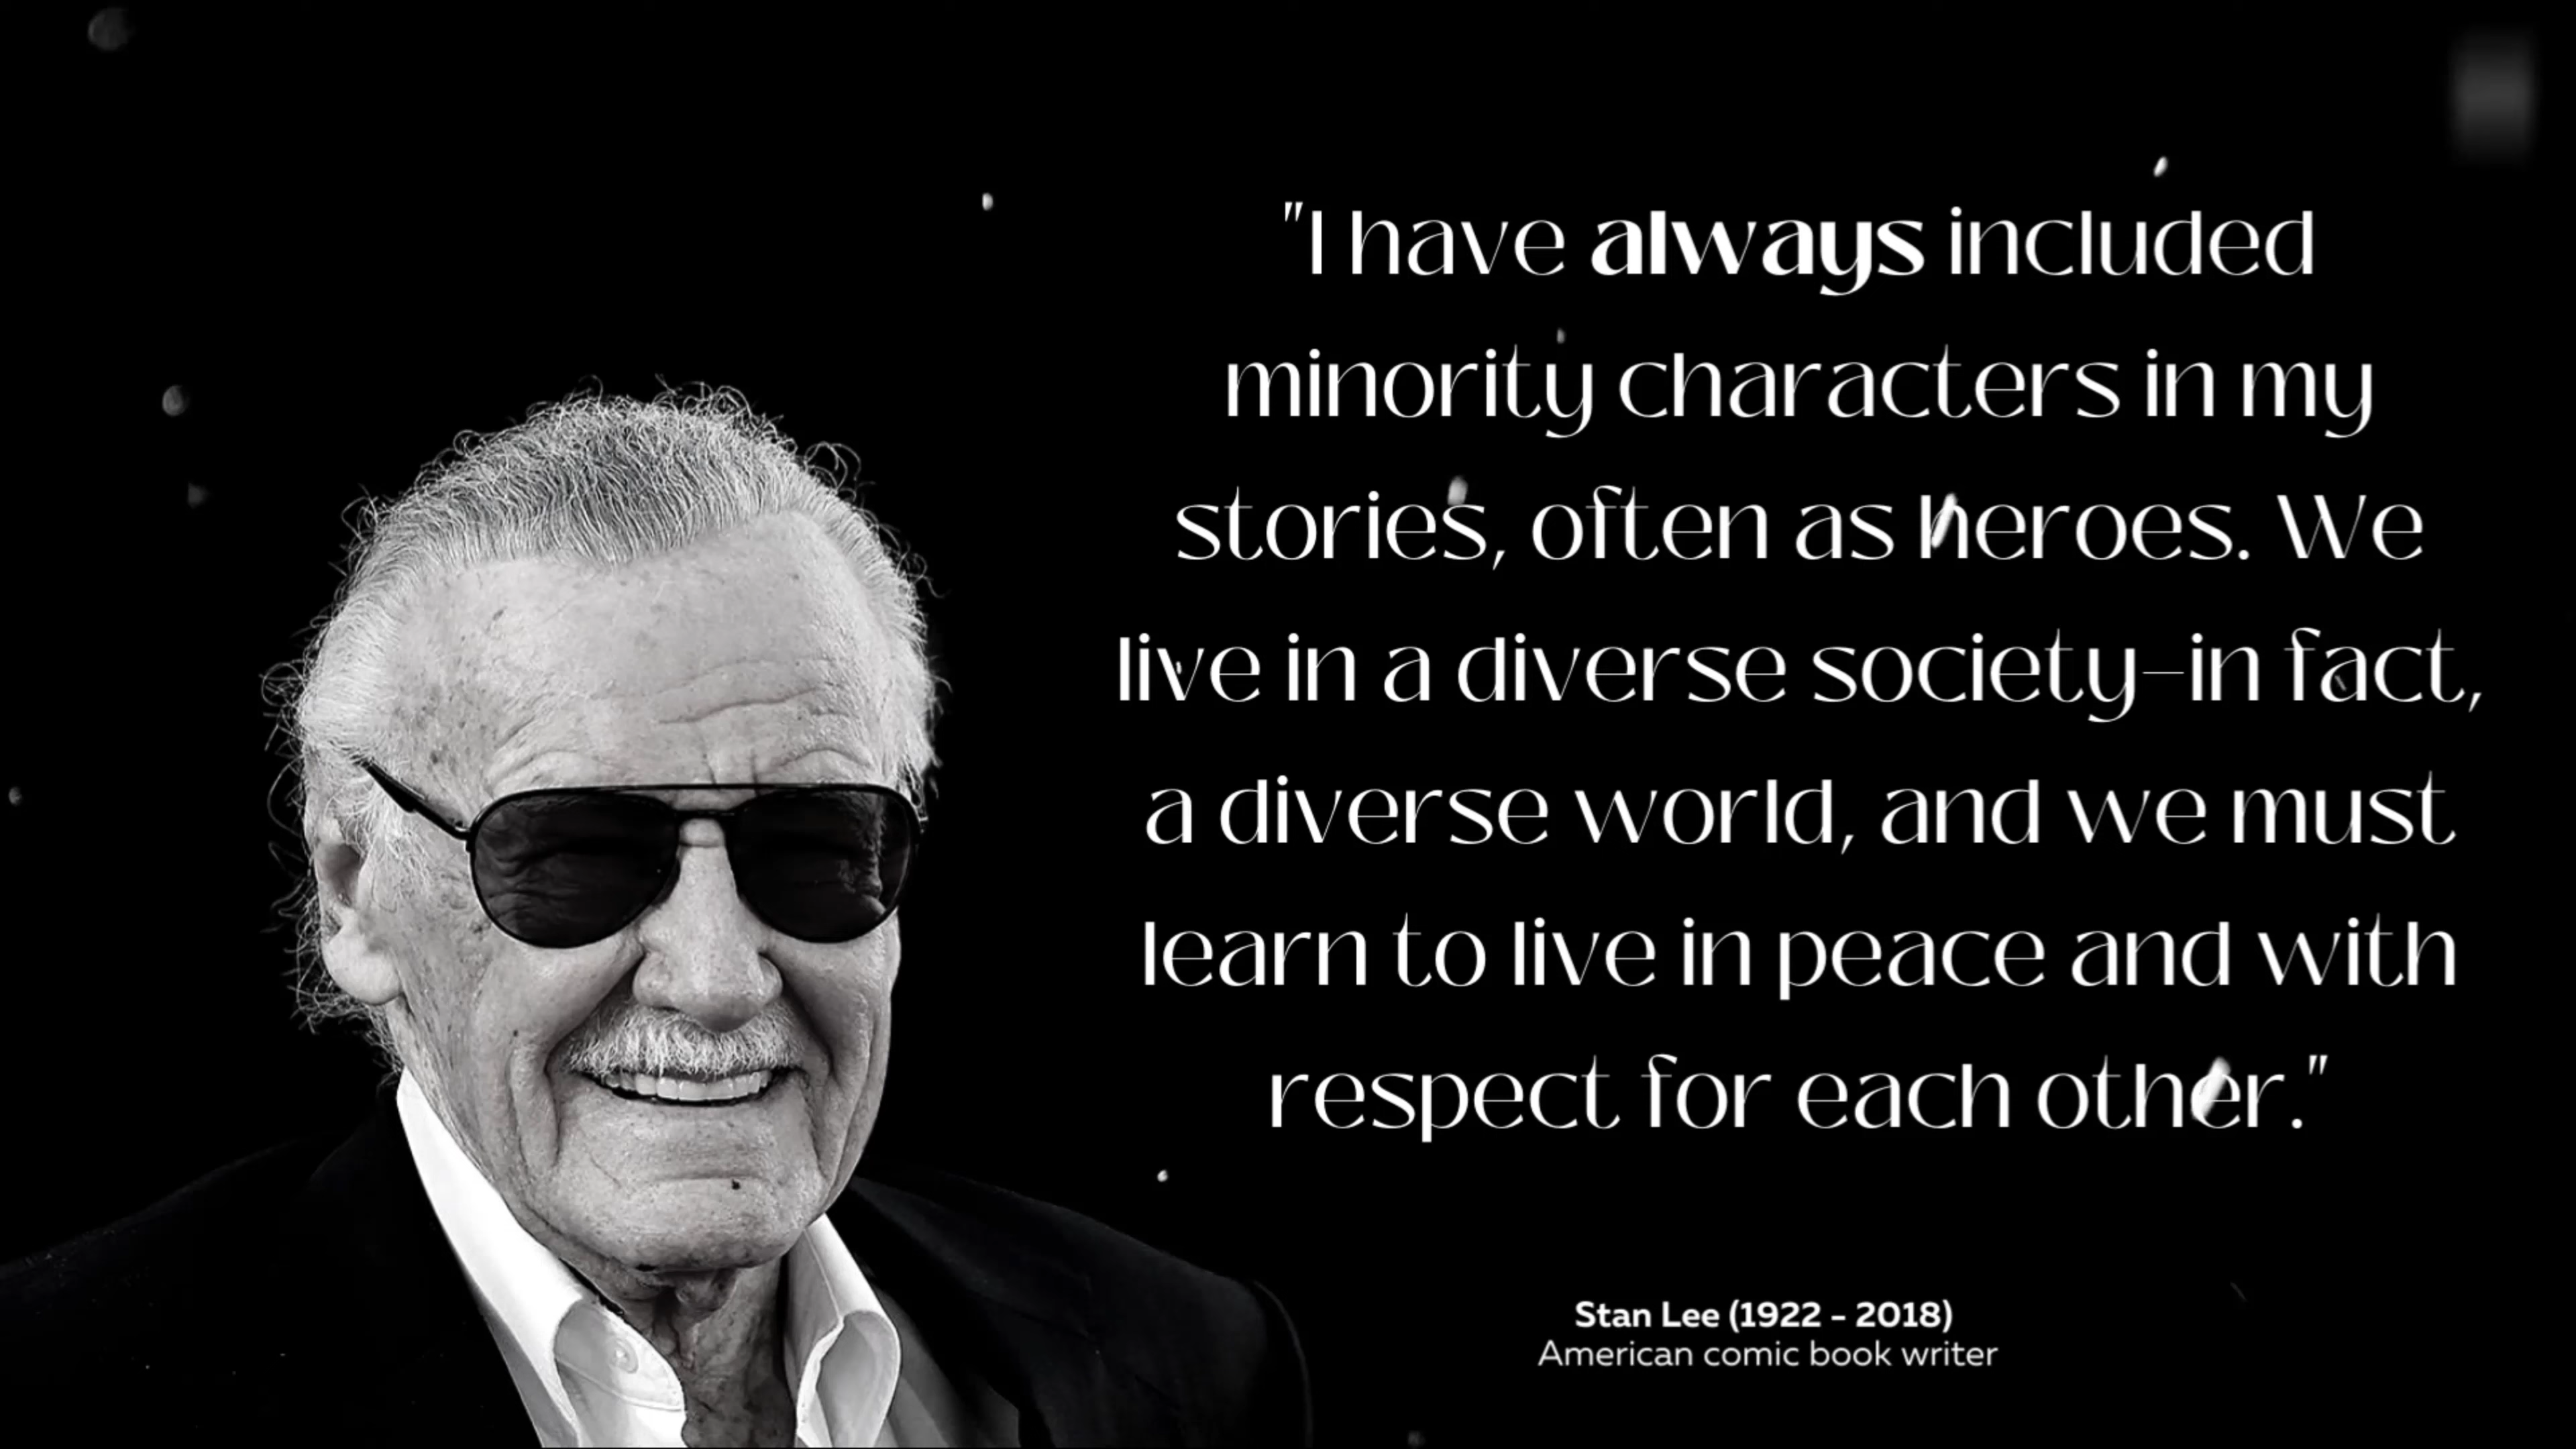 "I have always included
minority characters in my
stories, often as heroes. We
live in a diverse society–in fact,
a diverse world, and we must
learn to live in peace and with
respect for each other."
Stan Lee (1922 - 2018)
American comic book writer